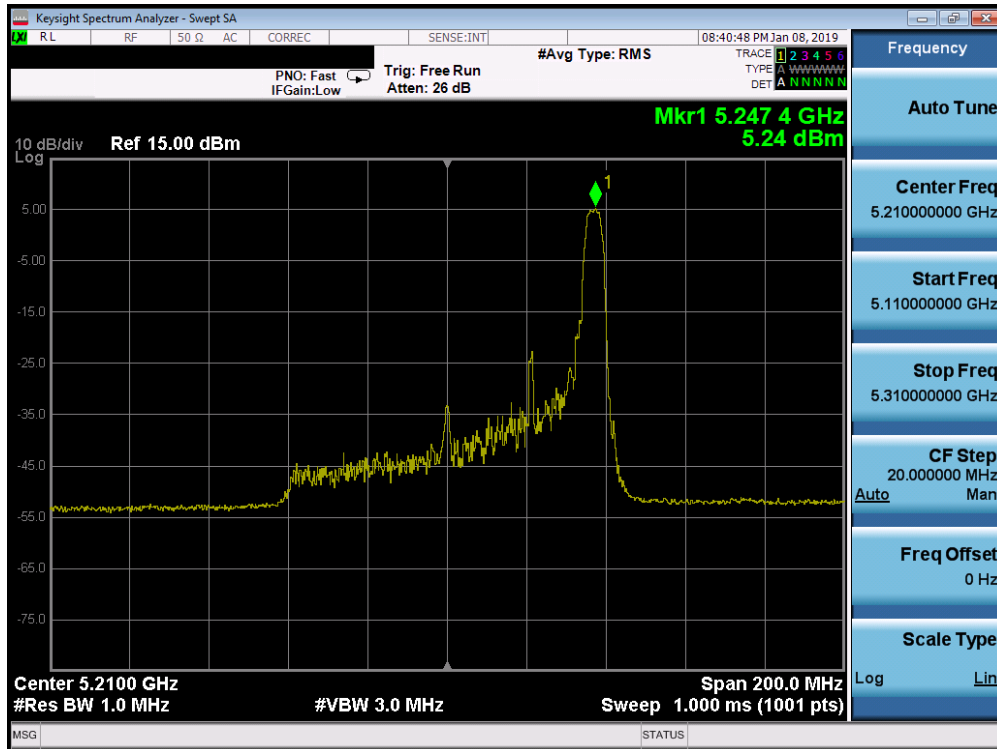 Keysight Spectrum Analyzer - Swept SA
LXI RL RF 50 Ω AC CORREC SENSE:INT 08:40:48 PM Jan 08, 2019
#Avg Type: RMS TRACE 1 2 3 4 5 6
PNO: Fast Trig: Free Run TYPE A WWWWW
IFGain:Low Atten: 26 dB DET A N N N N N
Mkr1 5.247 4 GHz
5.24 dBm
10 dB/div Ref 15.00 dBm
Log
1
5.00
-5.00
-15.0
-25.0
-35.0
-45.0
-55.0
-65.0
-75.0
Center 5.2100 GHz Span 200.0 MHz
#Res BW 1.0 MHz #VBW 3.0 MHz Sweep 1.000 ms (1001 pts)
MSG STATUS
Frequency
Auto Tune
Center Freq
5.210000000 GHz
Start Freq
5.110000000 GHz
Stop Freq
5.310000000 GHz
CF Step
20.000000 MHz
Auto Man
Freq Offset
0 Hz
Scale Type
Log Lin